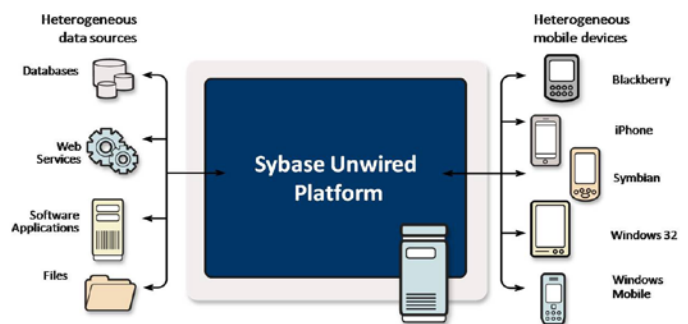 Heterogeneous
data sources
Databases
Web
Services
Software
Applications
Files
Sybase Unwired
Platform
Heterogeneous
mobile devices
Blackberry
iPhone
Symbian
Windows 32
Windows
Mobile